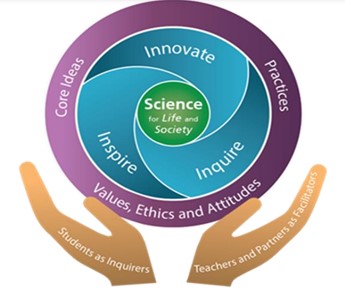 Innovate
Core Ideas
Practices
Science
for Life and
Society
Inspire
Inquire
Values, Ethics and Attitudes
Students as Inquirers
Teachers and Partners as Facilitators